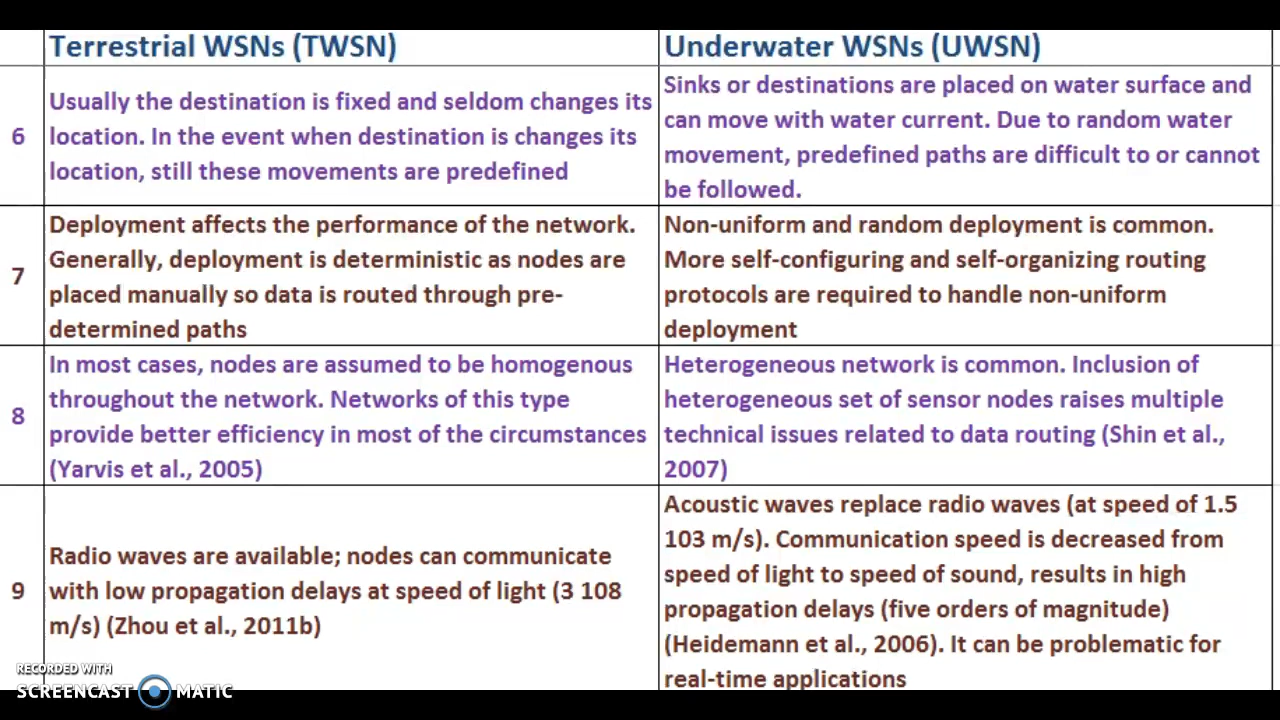 Terrestrial WSNs (TWSN)
Underwater WSNs (UWSN)
6
Usually the destination is fixed and seldom changes its
location. In the event when destination is changes its
location, still these movements are predefined
Sinks or destinations are placed on water surface and
can move with water current. Due to random water
movement, predefined paths are difficult to or cannot
be followed.
7
Deployment affects the performance of the network.
Generally, deployment is deterministic as nodes are
placed manually so data is routed through pre-
determined paths
Non-uniform and random deployment is common.
More self-configuring and self-organizing routing
protocols are required to handle non-uniform
deployment
8
In most cases, nodes are assumed to be homogenous
throughout the network. Networks of this type
provide better efficiency in most of the circumstances
(Yarvis et al., 2005)
Heterogeneous network is common. Inclusion of
heterogeneous set of sensor nodes raises multiple
technical issues related to data routing (Shin et al.,
2007)
9
Radio waves are available; nodes can communicate
with low propagation delays at speed of light (3 108
m/s) (Zhou et al., 2011b)
Acoustic waves replace radio waves (at speed of 1.5
103 m/s). Communication speed is decreased from
speed of light to speed of sound, results in high
propagation delays (five orders of magnitude)
(Heidemann et al., 2006). It can be problematic for
real-time applications
RECORDED WITH
SCREENCAST MATIC